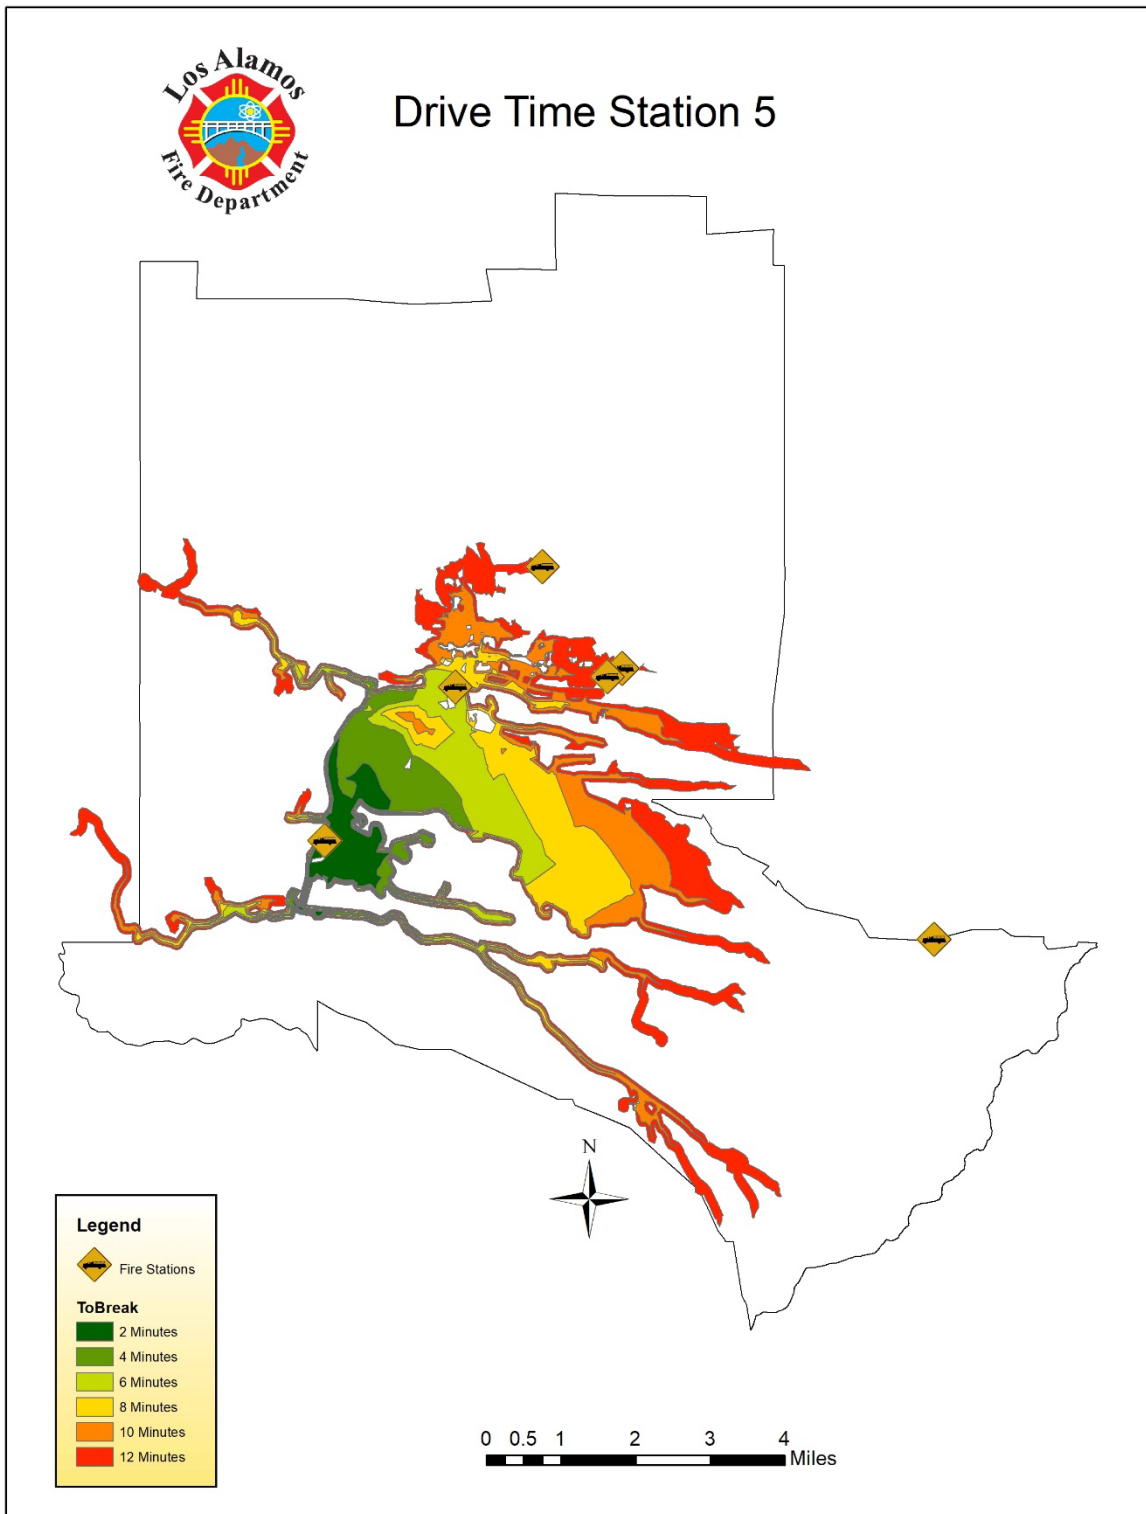 Los Alamos
Fire Department
Drive Time Station 5
N
Legend
Fire Stations
ToBreak
2 Minutes
4 Minutes
6 Minutes
8 Minutes
10 Minutes
12 Minutes
0 0.5 1 2 3 4
Miles